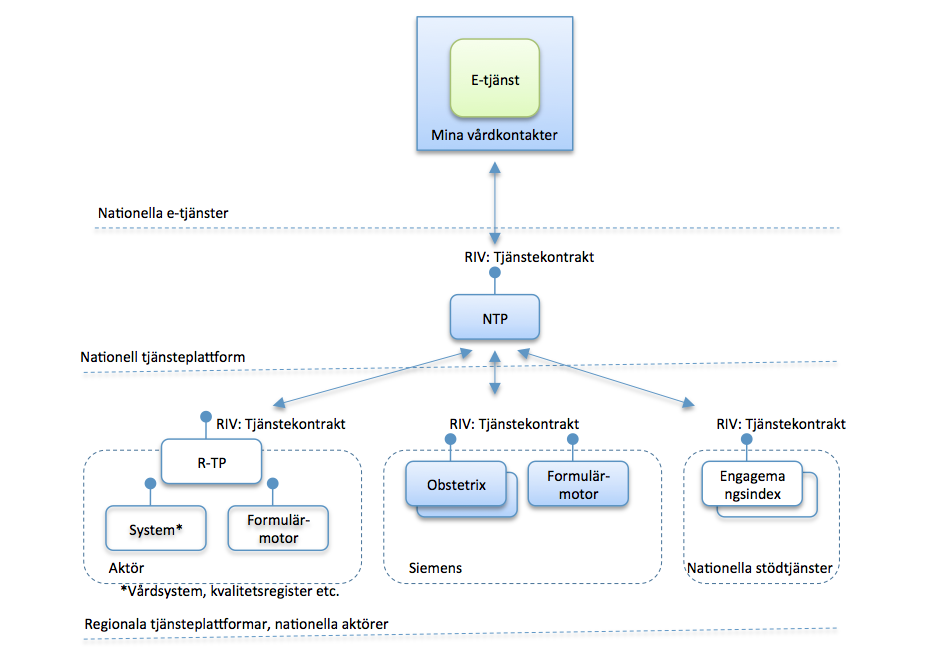 E-tjänst
Mina vårdkontakter
Nationella e-tjänster
RIV: Tjänstekontrakt
NTP
Nationell tjänsteplattform
RIV: Tjänstekontrakt
RIV: Tjänstekontrakt
RIV: Tjänstekontrakt
R-TP
System*
Formulär-
motor
Aktör
*Vårdsystem, kvalitetsregister etc.
Obstetrix
Formulär-
motor
Siemens
Engagema
ngsindex
Nationella stödtjänster
Regionala tjänsteplattformar, nationella aktörer